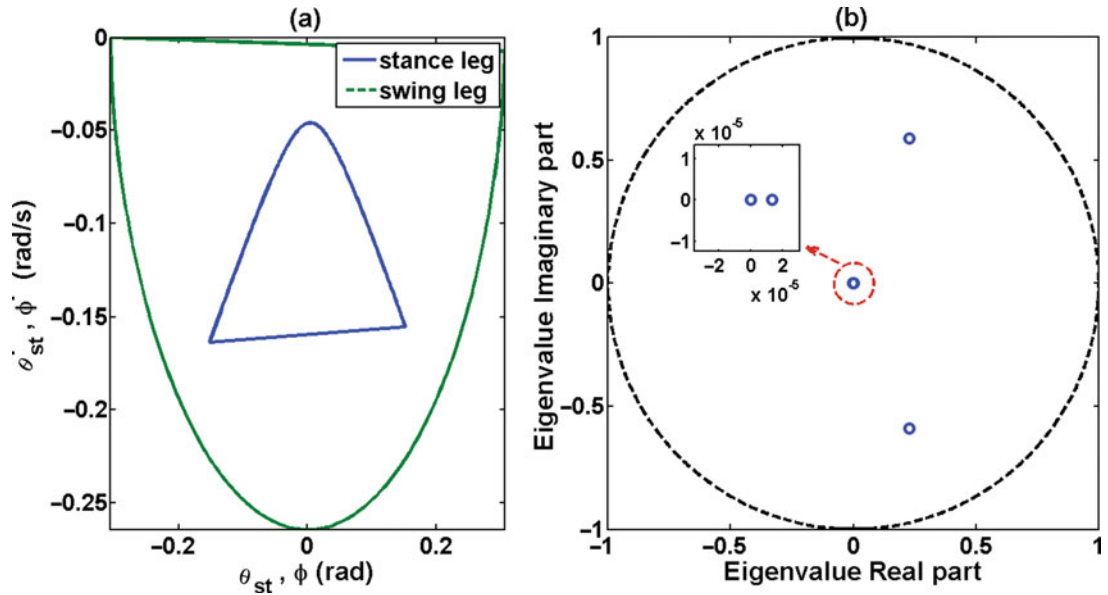 (a)
0
−0.05
−0.1
−0.15
−0.2
−0.25
−0.2
0
0.2
θ̇st , φ̇ (rad/s)
θst , φ (rad)
stance leg
swing leg
(b)
1
0.5
0
−0.5
−1
−1
−0.5
0
0.5
1
Eigenvalue Imaginary part
Eigenvalue Real part
x 10⁻⁵
1
0
−1
−2
0
2
x 10⁻⁵